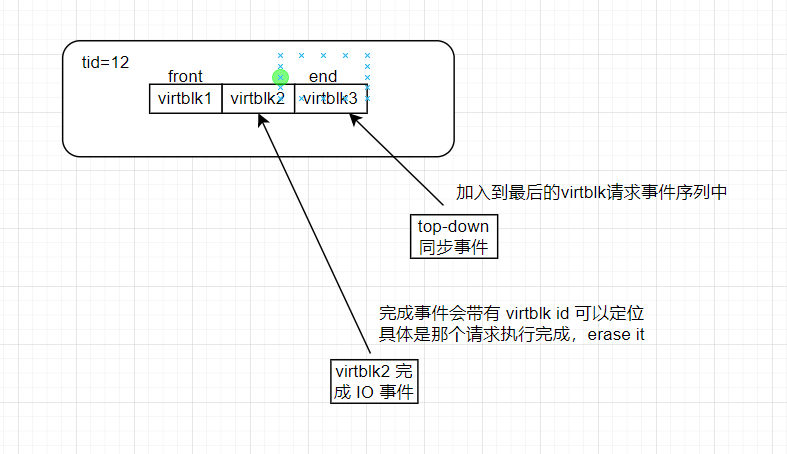 tid=12
front
end
virtblk1
virtblk2
virtblk3
加入到最后的virtblk请求事件序列中
top-down
同步事件
完成事件会带有 virtblk id 可以定位
具体是那个请求执行完成，erase it
virtblk2 完
成 IO 事件